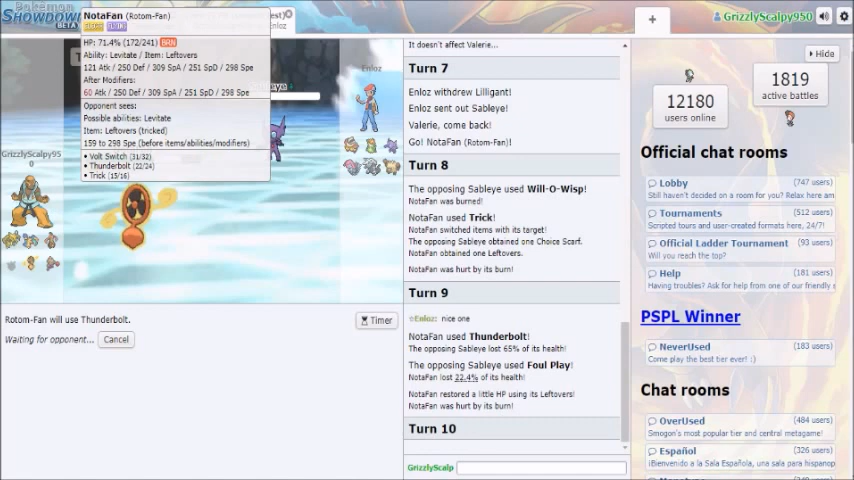 Pokémon
SHOWDOWN
BETA
NotaFan (Rotom-Fan)
HP: 71.4% (172/241) BRN
Ability: Levitate / Item: Leftovers
121 Atk / 250 Def / 309 SpA / 251 SpD / 298 Spe
After Modifiers:
60 Atk / 250 Def / 309 SpA / 251 SpD / 298 Spe
Opponent sees:
Possible abilities: Levitate
Item: Leftovers (tricked)
159 to 298 Spe (before items/abilities/modifiers)
• Volt Switch (31/32)
• Thunderbolt (22/24)
• Trick (15/16)
Enloz
Enloz
GrizzlyScalpy95
0
Rotom-Fan will use Thunderbolt.
Waiting for opponent... Cancel
Timer
It doesn't affect Valerie...
Turn 7
Enloz withdrew Lilligant!
Enloz sent out Sableye!
Valerie, come back!
Go! NotaFan (Rotom-Fan)!
Turn 8
The opposing Sableye used Will-O-Wisp!
NotaFan was burned!
NotaFan used Trick!
NotaFan switched items with its target!
The opposing Sableye obtained one Choice Scarf.
NotaFan obtained one Leftovers.
NotaFan was hurt by its burn!
Turn 9
☆Enloz: nice one
NotaFan used Thunderbolt!
The opposing Sableye lost 65% of its health!
The opposing Sableye used Foul Play!
NotaFan lost 22.4% of its health!
NotaFan restored a little HP using its Leftovers!
NotaFan was hurt by its burn!
Turn 10
GrizzlyScalp
+
GrizzlyScalpy950
Hide
12180
users online
1819
active battles
Official chat rooms
Lobby (747 users)
Still haven't decided on a room for you? Relax here am
Tournaments (512 users)
Scripted tours and user-created formats here, 24/7!
Official Ladder Tournament (93 users)
Will you reach the top?
Help (181 users)
Having troubles? Ask for help from one of our friendly
PSPL Winner
NeverUsed (183 users)
Come play the best tier ever! :)
Chat rooms
OverUsed (484 users)
Smogon's most popular tier and central metagame!
Español (326 users)
¡Bienvenido a la Sala Española, una sala para hispanop